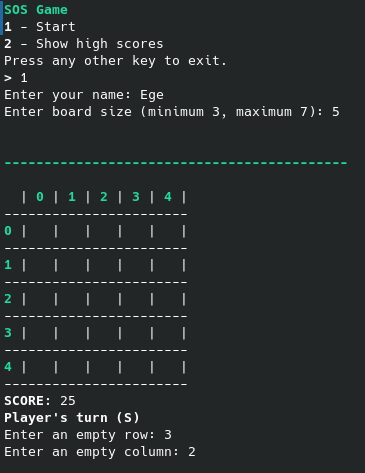 SOS Game
1 - Start
2 - Show high scores
Press any other key to exit.
> 1
Enter your name: Ege
Enter board size (minimum 3, maximum 7): 5
-------------------------------------------
  | 0 | 1 | 2 | 3 | 4 |
-----------------------
0 |   |   |   |   |   |
-----------------------
1 |   |   |   |   |   |
-----------------------
2 |   |   |   |   |   |
-----------------------
3 |   |   |   |   |   |
-----------------------
4 |   |   |   |   |   |
-----------------------
SCORE: 25
Player's turn (S)
Enter an empty row: 3
Enter an empty column: 2